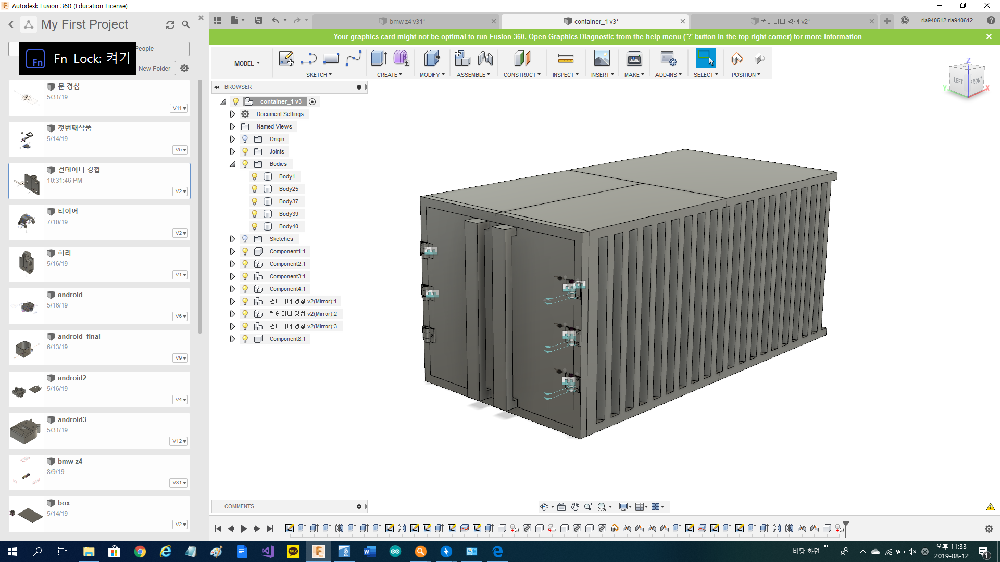 Autodesk Fusion 360 (Education License)
My First Project
People
New Folder
Fn Fn Lock: 켜기
문 경첩
5/31/19
V11
첫번째작품
5/14/19
V5
컨테이너 경첩
10:31:46 PM
V2
타이어
7/10/19
V2
허리
5/16/19
V1
android
5/16/19
V6
android_final
6/13/19
V9
android2
5/16/19
V4
android3
5/31/19
V12
bmw z4
8/9/19
V31
box
5/14/19
V2
bmw z4 v31*
container_1 v3*
컨테이너 경첩 v2*
rla940612 rla940612
Your graphics card might not be optimal to run Fusion 360. Open Graphics Diagnostic from the help menu ('?' button in the top right corner) for more information
MODEL
SKETCH
CREATE
MODIFY
ASSEMBLE
CONSTRUCT
INSPECT
INSERT
MAKE
ADD-INS
SELECT
POSITION
BROWSER
container_1 v3
Document Settings
Named Views
Origin
Joints
Bodies
Body1
Body25
Body37
Body39
Body40
Sketches
Component1:1
Component2:1
Component3:1
Component4:1
컨테이너 경첩 v2(Mirror):1
컨테이너 경첩 v2(Mirror):2
컨테이너 경첩 v2(Mirror):3
Component8:1
Z
LEFT FRONT
Y X
COMMENTS
TALK
바탕 화면
오후 11:33
2019-08-12
1